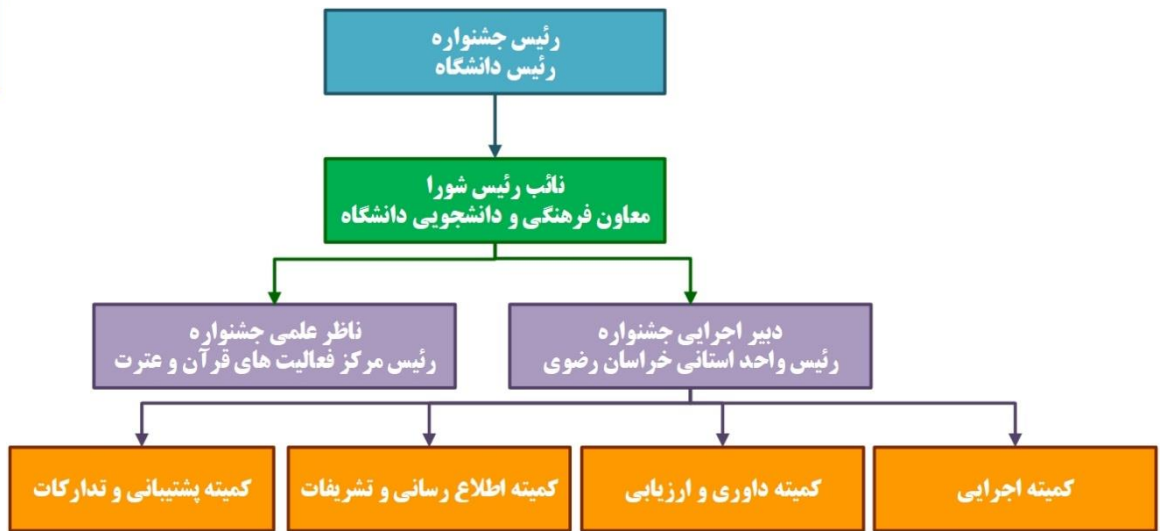 رئیس جشنواره
رئیس دانشگاه
نائب رئیس شورا
معاون فرهنگی و دانشجویی دانشگاه
دبیر اجرایی جشنواره
رئیس واحد استانی خراسان رضوی
ناظر علمی جشنواره
رئیس مرکز فعالیت های قرآن و عترت
کمیته اجرایی
کمیته داوری و ارزیابی
کمیته اطلاع رسانی و تشریفات
کمیته پشتیبانی و تدارکات